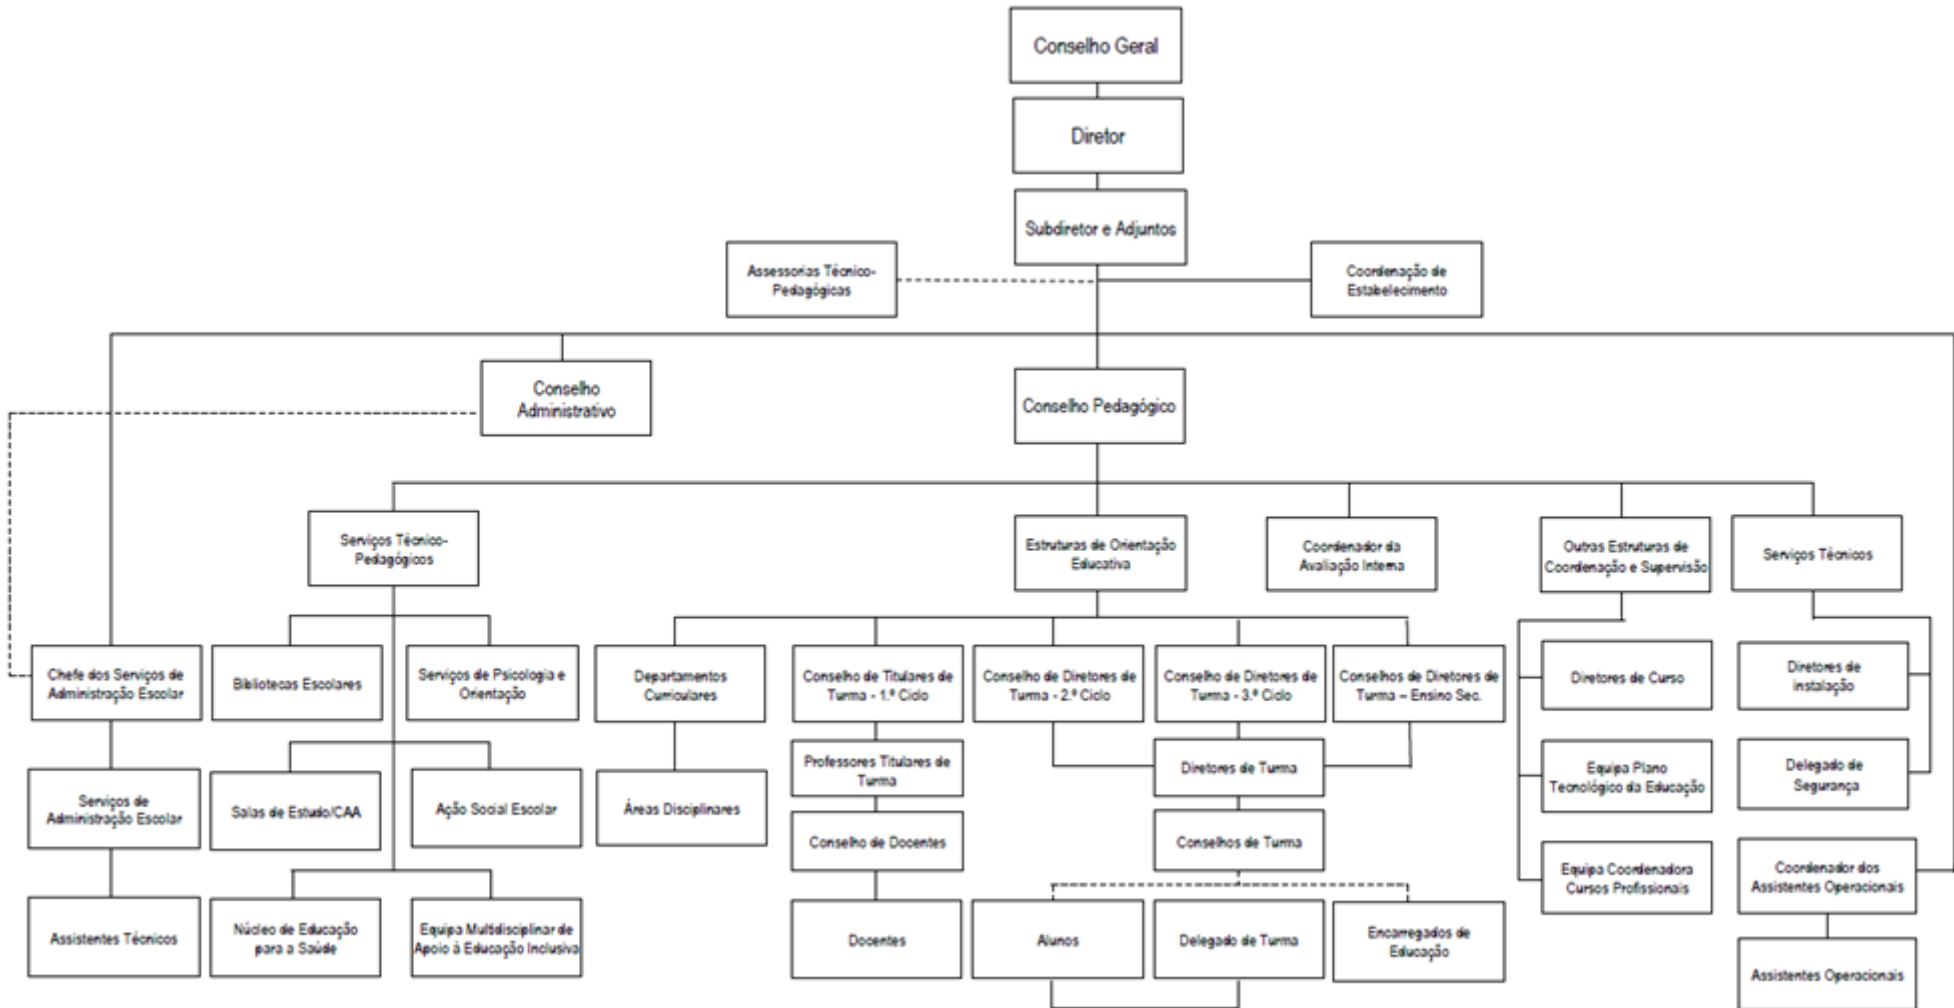 Conselho Geral
Diretor
Subdiretor e Adjuntos
Assessorias Técnico-
Pedagógicas
Coordenação de
Estabelecimento
Conselho
Administrativo
Conselho Pedagógico
Serviços Técnico-
Pedagógicos
Estruturas de Orientação
Educativa
Coordenador da
Avaliação Interna
Outras Estruturas de
Coordenação e Supervisão
Serviços Técnicos
Chefe dos Serviços de
Administração Escolar
Bibliotecas Escolares
Serviços de Psicologia e
Orientação
Departamentos
Curriculares
Conselho de Titulares de
Turma - 1.º Ciclo
Conselho de Diretores de
Turma - 2.º Ciclo
Conselho de Diretores de
Turma - 3.º Ciclo
Conselhos de Diretores de
Turma – Ensino Sec.
Diretores de Curso
Diretores de
instalação
Serviços de
Administração Escolar
Salas de Estudo/CAA
Ação Social Escolar
Áreas Disciplinares
Professores Titulares de
Turma
Diretores de Turma
Equipa Plano
Tecnológico da Educação
Delegado de
Segurança
Conselho de Docentes
Conselhos de Turma
Equipa Coordenadora
Cursos Profissionais
Coordenador dos
Assistentes Operacionais
Assistentes Técnicos
Núcleo de Educação
para a Saúde
Equipa Multidisciplinar de
Apoio à Educação Inclusiva
Docentes
Alunos
Delegado de Turma
Encarregados de
Educação
Assistentes Operacionais